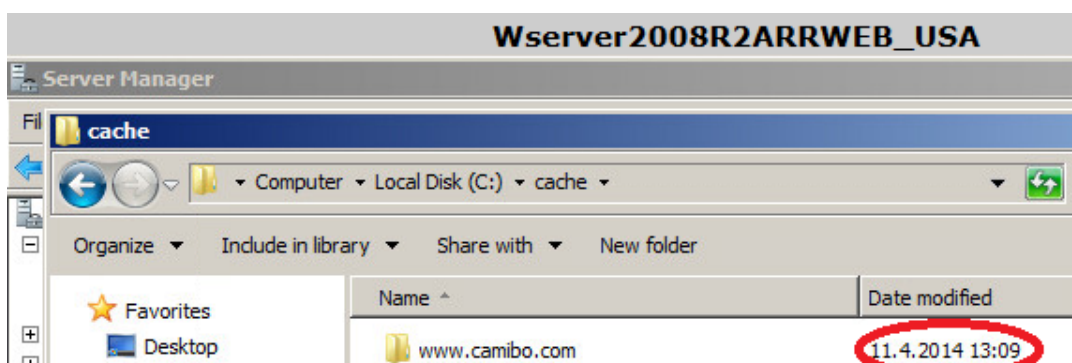 Wserver2008R2ARRWEB_USA
Server Manager
Fil
cache
Computer Local Disk (C:) cache
Organize Include in library Share with New folder
Name Date modified
Favorites
Desktop
www.camibo.com 11.4.2014 13:09